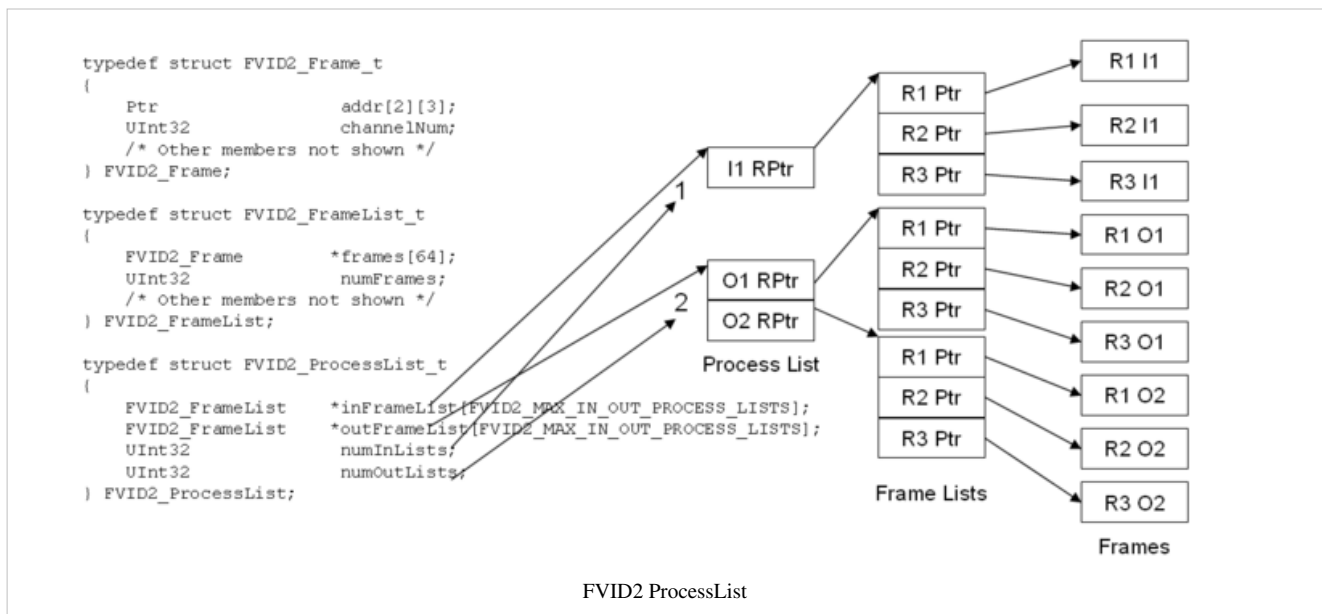 typedef struct FVID2_Frame_t
{
Ptr addr[2][3];
UInt32 channelNum;
/* Other members not shown */
} FVID2_Frame;
typedef struct FVID2_FrameList_t
{
FVID2_Frame *frames[64];
UInt32 numFrames;
/* Other members not shown */
} FVID2_FrameList;
typedef struct FVID2_ProcessList_t
{
FVID2_FrameList *inFrameList[FVID2_MAX_IN_OUT_PROCESS_LISTS];
FVID2_FrameList *outFrameList[FVID2_MAX_IN_OUT_PROCESS_LISTS];
UInt32 numInLists;
UInt32 numOutLists;
} FVID2_ProcessList;
1
I1 RPtr
2
O1 RPtr
O2 RPtr
Process List
R1 Ptr
R2 Ptr
R3 Ptr
R1 Ptr
R2 Ptr
R3 Ptr
R1 Ptr
R2 Ptr
R3 Ptr
Frame Lists
R1 I1
R2 I1
R3 I1
R1 O1
R2 O1
R3 O1
R1 O2
R2 O2
R3 O2
Frames
FVID2 ProcessList